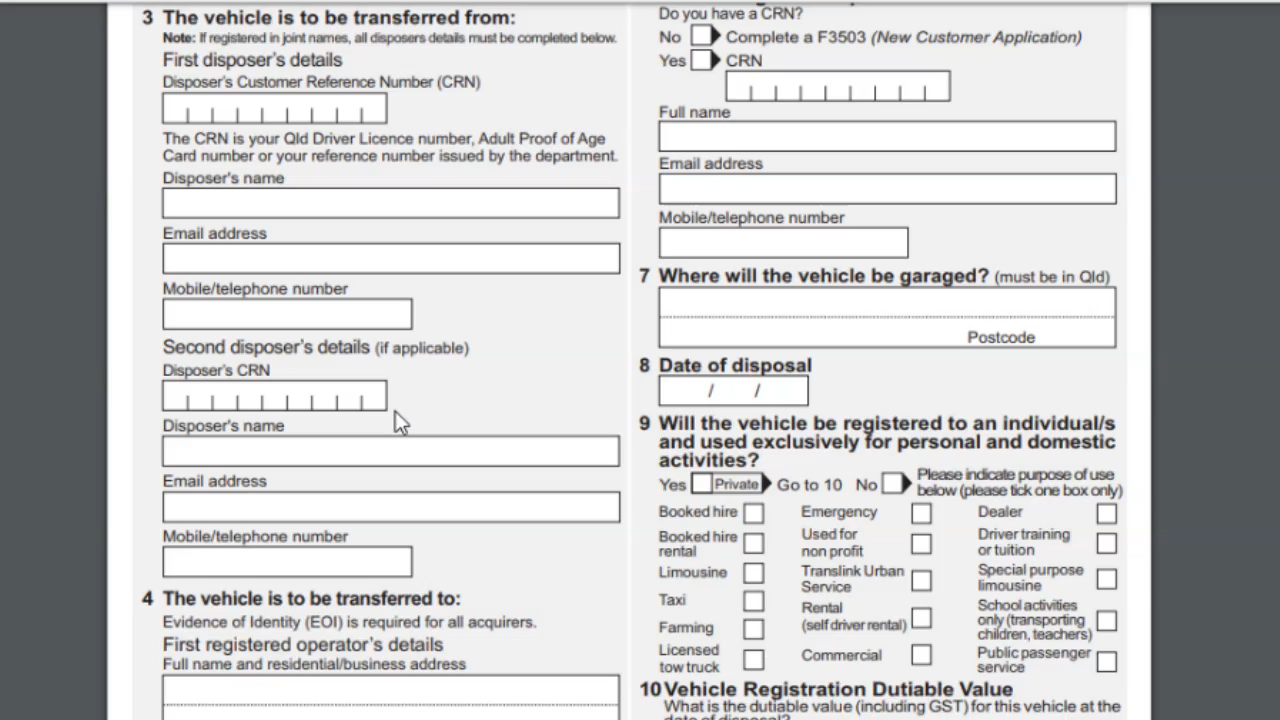 3 The vehicle is to be transferred from:
Note: If registered in joint names, all disposers details must be completed below.
First disposer's details
Disposer's Customer Reference Number (CRN)
The CRN is your Qld Driver Licence number, Adult Proof of Age
Card number or your reference number issued by the department.
Disposer's name
Email address
Mobile/telephone number
Second disposer's details (if applicable)
Disposer's CRN
Disposer's name
Email address
Mobile/telephone number
4 The vehicle is to be transferred to:
Evidence of Identity (EOI) is required for all acquirers.
First registered operator's details
Full name and residential/business address
Do you have a CRN?
No Complete a F3503 (New Customer Application)
Yes CRN
Full name
Email address
Mobile/telephone number
7 Where will the vehicle be garaged? (must be in Qld)
Postcode
8 Date of disposal
/ /
9 Will the vehicle be registered to an individual/s
and used exclusively for personal and domestic
activities?
Yes Private Go to 10 No Please indicate purpose of use
below (please tick one box only)
Booked hire Emergency Dealer
Booked hire
rental
Used for
non profit
Driver training
or tuition
Limousine
Translink Urban
Service
Special purpose
limousine
Taxi
Rental
(self driver rental)
School activities
only (transporting
children, teachers)
Farming
Licensed
tow truck
Commercial
Public passenger
service
10 Vehicle Registration Dutiable Value
What is the dutiable value (including GST) for this vehicle at the
date of disposal?